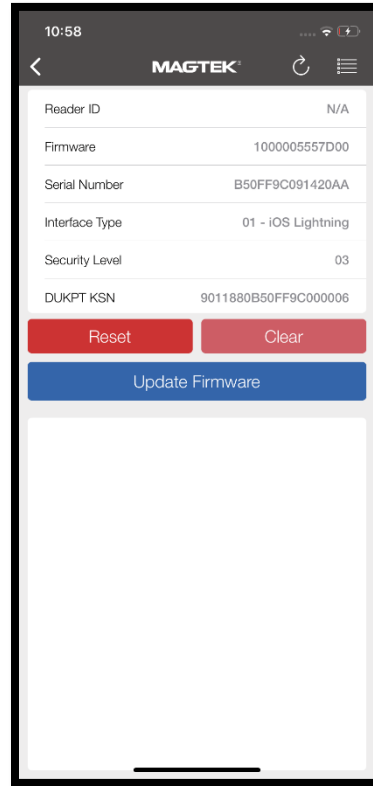 10:58
MAGTEK®
Reader ID N/A
Firmware 1000005557D00
Serial Number B50FF9C091420AA
Interface Type 01 - iOS Lightning
Security Level 03
DUKPT KSN 9011880B50FF9C000006
Reset Clear
Update Firmware